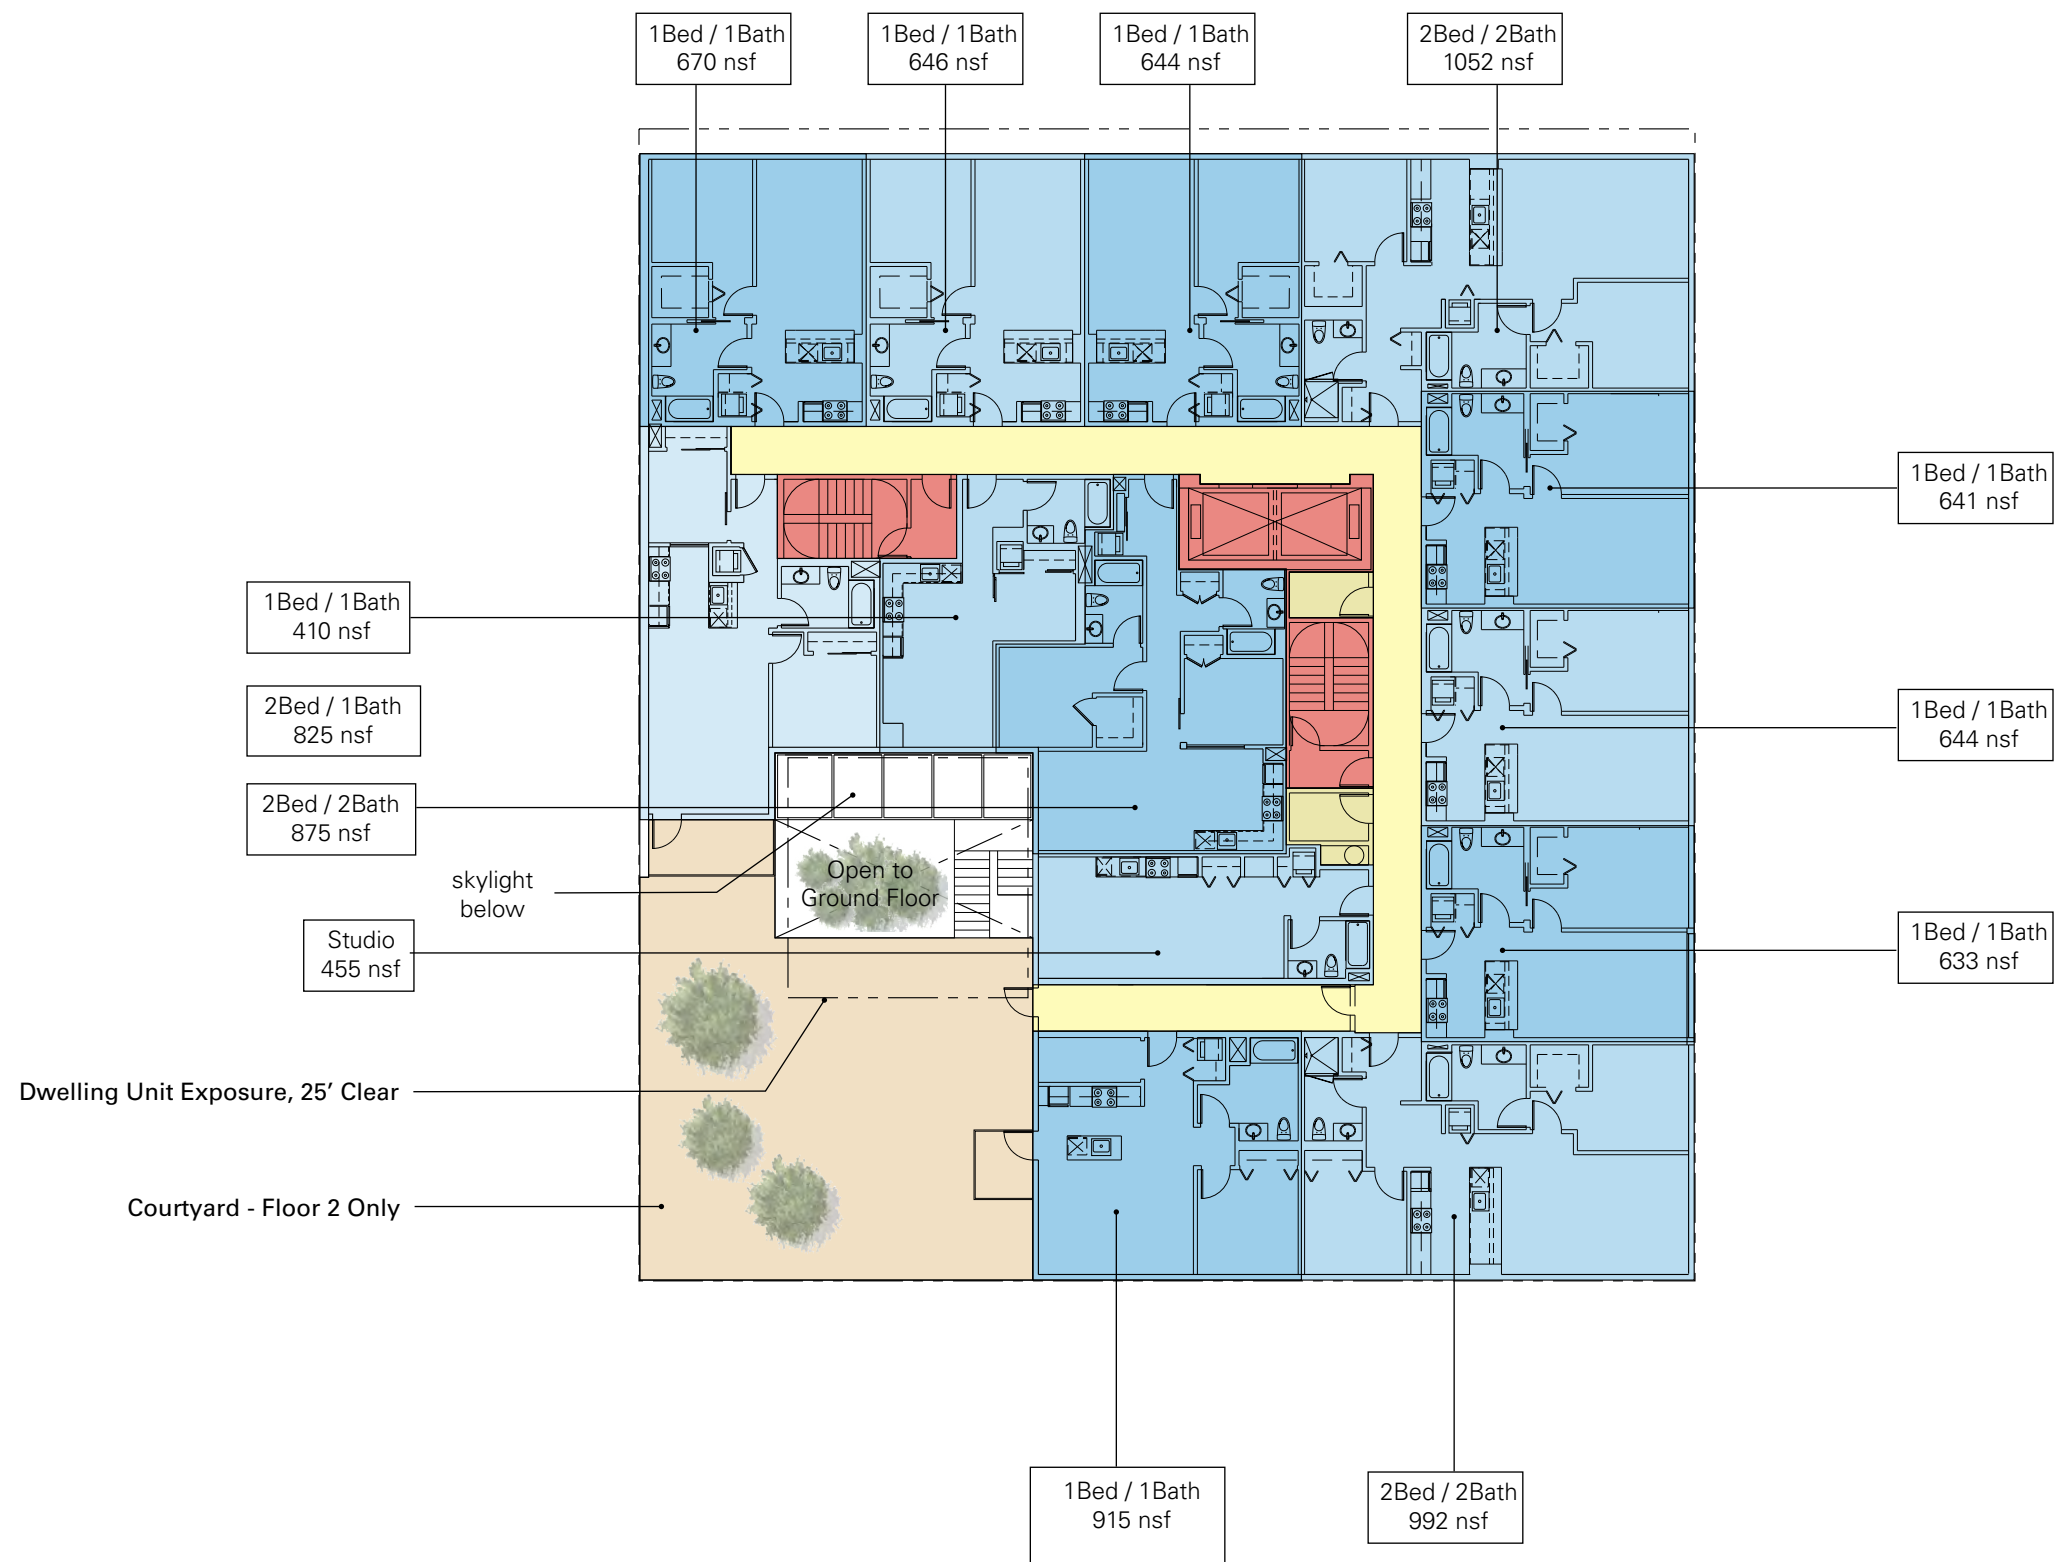 1Bed / 1Bath
670 nsf
1Bed / 1Bath
646 nsf
1Bed / 1Bath
644 nsf
2Bed / 2Bath
1052 nsf
1Bed / 1Bath
641 nsf
1Bed / 1Bath
410 nsf
2Bed / 1Bath
825 nsf
1Bed / 1Bath
644 nsf
2Bed / 2Bath
875 nsf
skylight
below
Open to
Ground Floor
Studio
455 nsf
1Bed / 1Bath
633 nsf
Dwelling Unit Exposure, 25’ Clear
Courtyard - Floor 2 Only
1Bed / 1Bath
915 nsf
2Bed / 2Bath
992 nsf